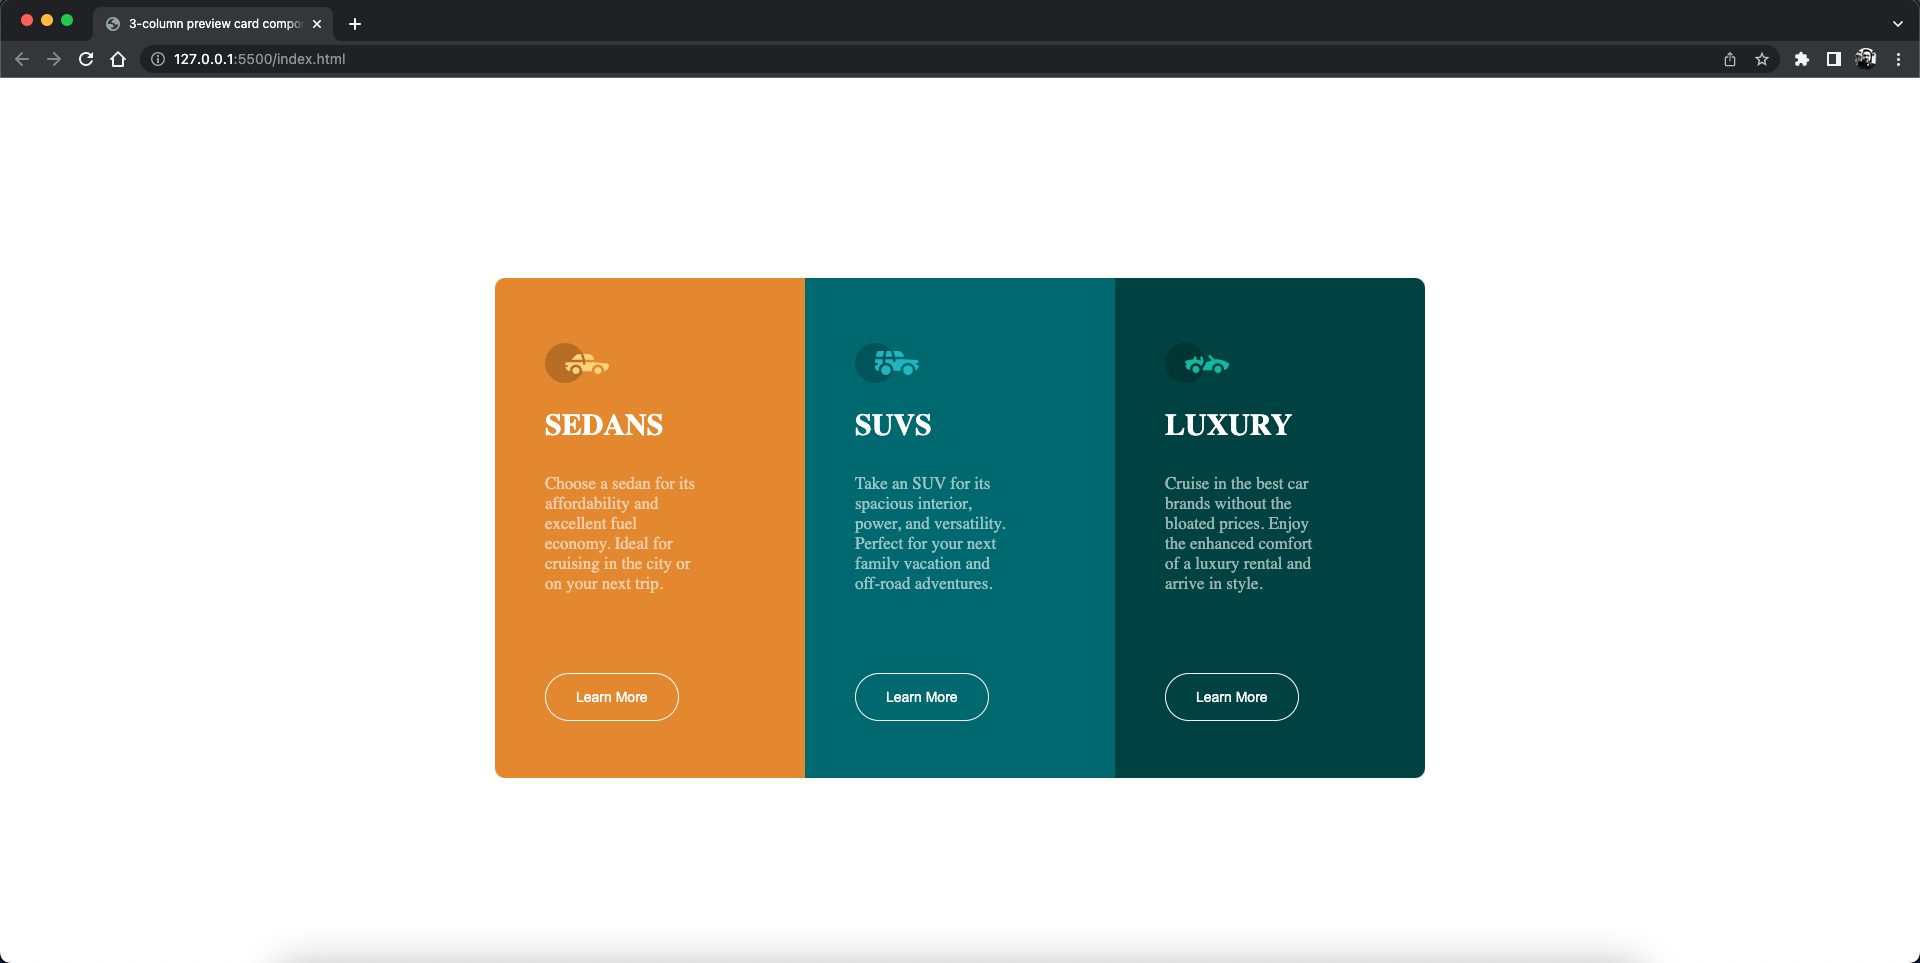 3-column preview card compo
127.0.0.1:5500/index.html
SEDANS
Choose a sedan for its
affordability and
excellent fuel
economy. Ideal for
cruising in the city or
on your next trip.
Learn More
SUVS
Take an SUV for its
spacious interior,
power, and versatility.
Perfect for your next
family vacation and
off-road adventures.
Learn More
LUXURY
Cruise in the best car
brands without the
bloated prices. Enjoy
the enhanced comfort
of a luxury rental and
arrive in style.
Learn More